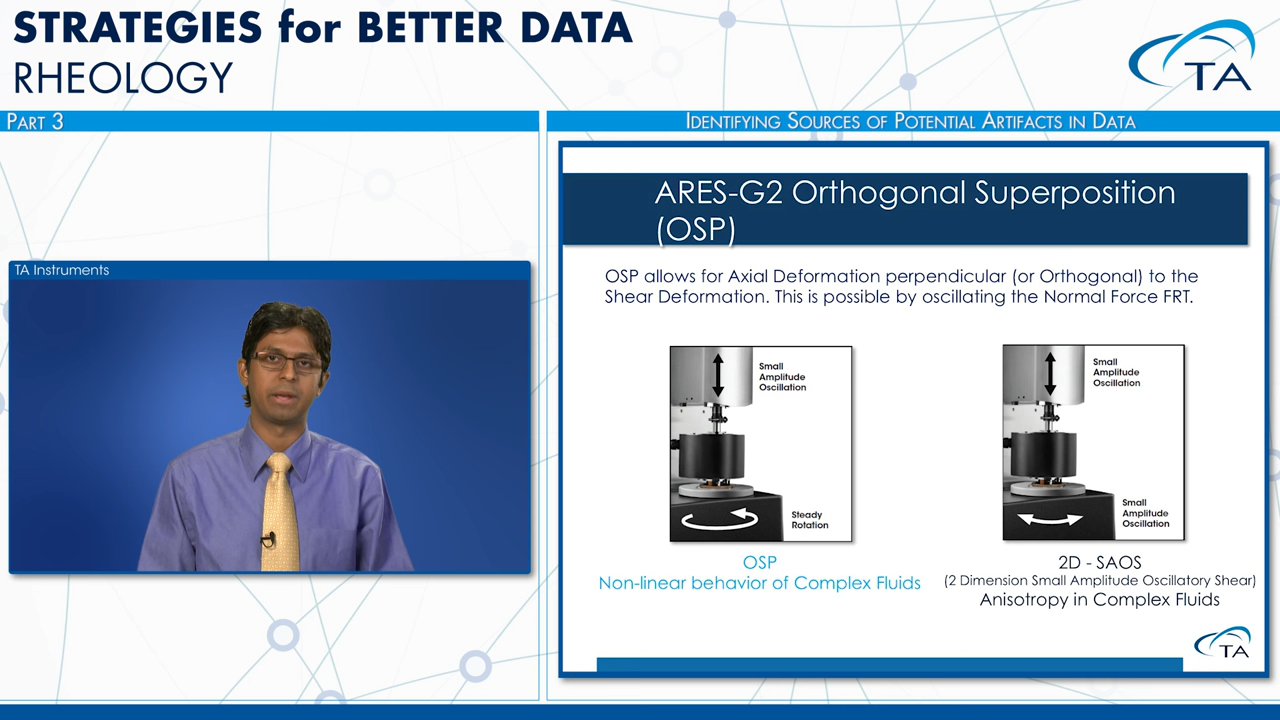 STRATEGIES for BETTER DATA
RHEOLOGY
TA
PART 3
IDENTIFYING SOURCES OF POTENTIAL ARTIFACTS IN DATA
TA Instruments
ARES-G2 Orthogonal Superposition
(OSP)
OSP allows for Axial Deformation perpendicular (or Orthogonal) to the
Shear Deformation. This is possible by oscillating the Normal Force FRT.
Small
Amplitude
Oscillation
Steady
Rotation
OSP
Non-linear behavior of Complex Fluids
Small
Amplitude
Oscillation
Small
Amplitude
Oscillation
2D - SAOS
(2 Dimension Small Amplitude Oscillatory Shear)
Anisotropy in Complex Fluids
TA